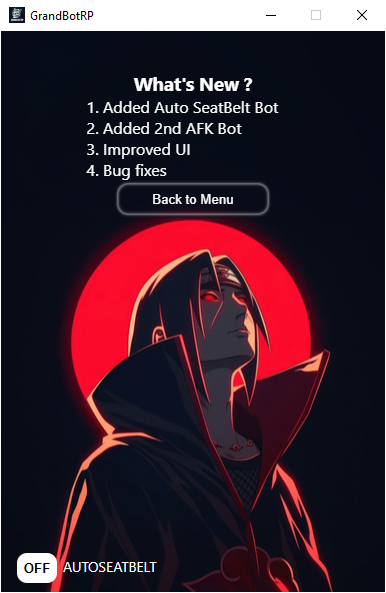 GrandBotRP
What's New ?
1. Added Auto SeatBelt Bot
2. Added 2nd AFK Bot
3. Improved UI
4. Bug fixes
Back to Menu
OFF AUTOSEATBELT